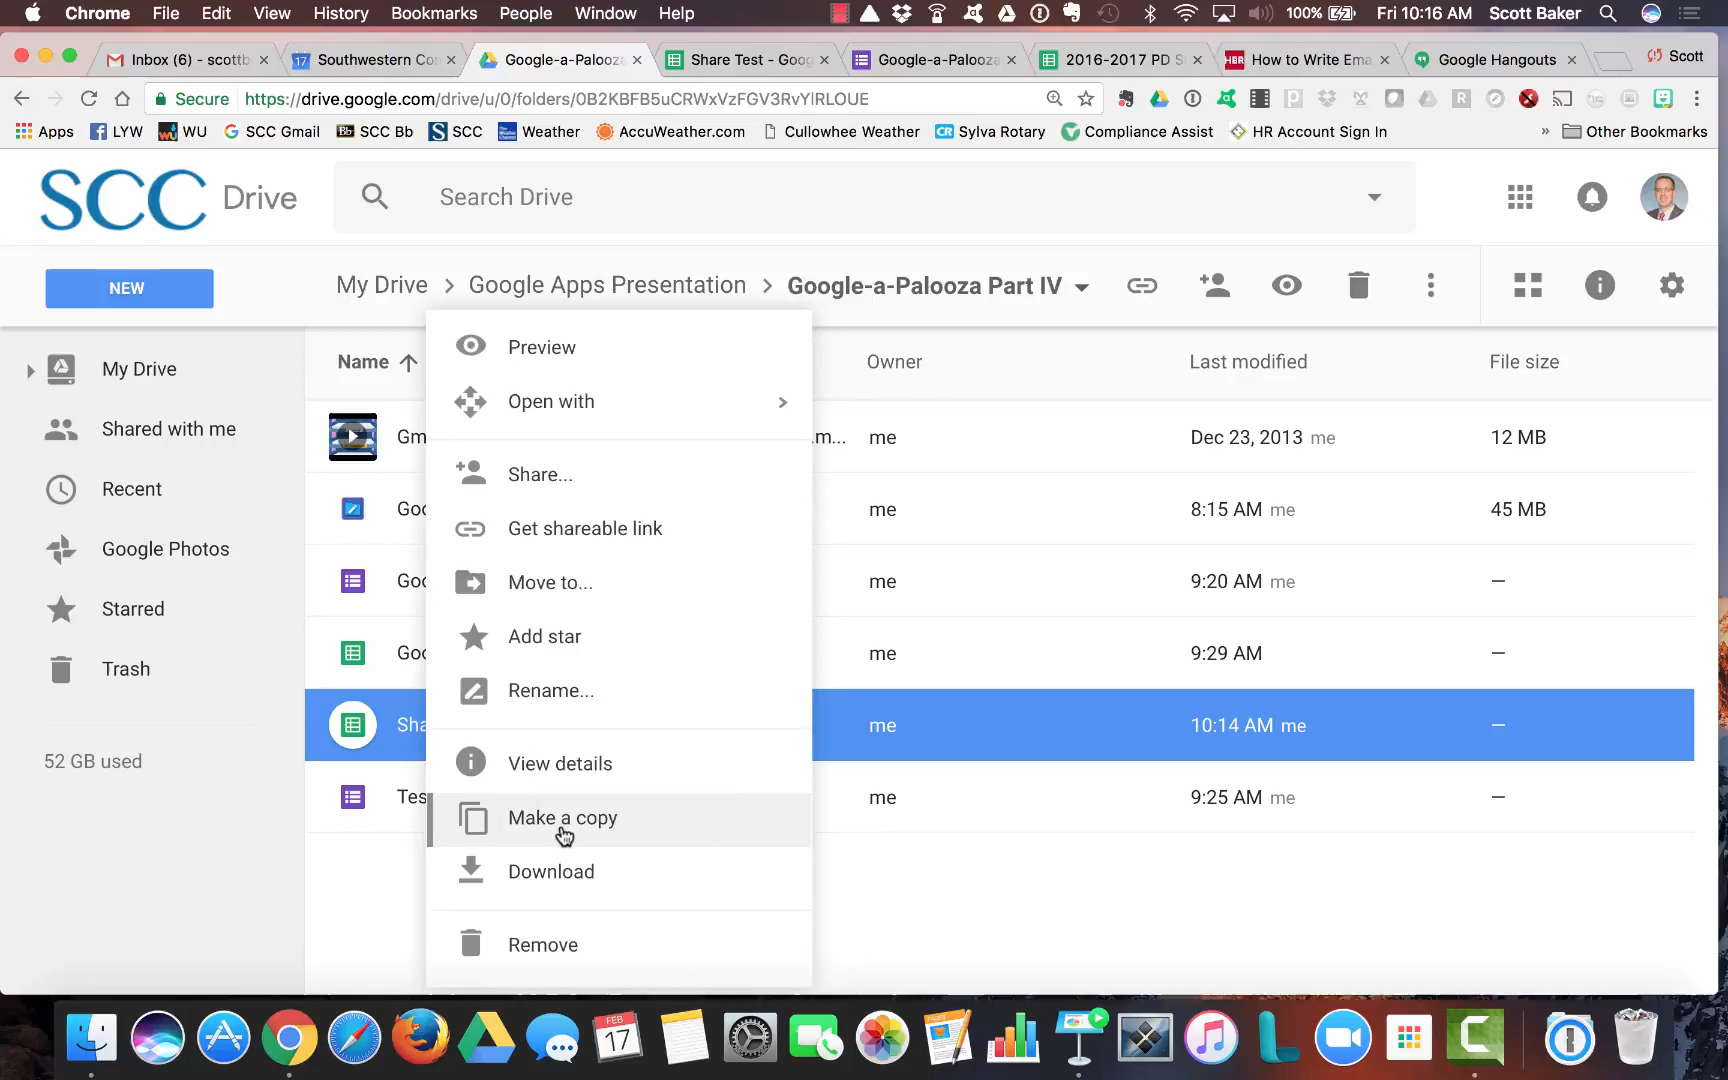 Chrome File Edit View History Bookmarks People Window Help 100% Fri 10:16 AM Scott Baker
Inbox (6) - scottb Southwestern Co Google-a-Palooza Share Test - Goog Google-a-Palooza 2016-2017 PD S HBR How to Write Ema Google Hangouts Scott
Secure https://drive.google.com/drive/u/0/folders/0B2KBFB5uCRWxVzFGV3RvYlRLOUE
Apps LYW WU SCC Gmail Bb SCC Bb S SCC Weather AccuWeather.com Cullowhee Weather CR Sylva Rotary Compliance Assist HR Account Sign In » Other Bookmarks
SCC Drive Search Drive
NEW My Drive > Google Apps Presentation > Google-a-Palooza Part IV
Name Owner Last modified File size
My Drive
Shared with me
Recent
Google Photos
Starred
Trash
52 GB used
Gm .m... me Dec 23, 2013 me 12 MB
Goo me 8:15 AM me 45 MB
Goo me 9:20 AM me —
Goo me 9:29 AM —
Sha me 10:14 AM me —
Tes me 9:25 AM me —
Preview
Open with
Share...
Get shareable link
Move to...
Add star
Rename...
View details
Make a copy
Download
Remove
FEB
17